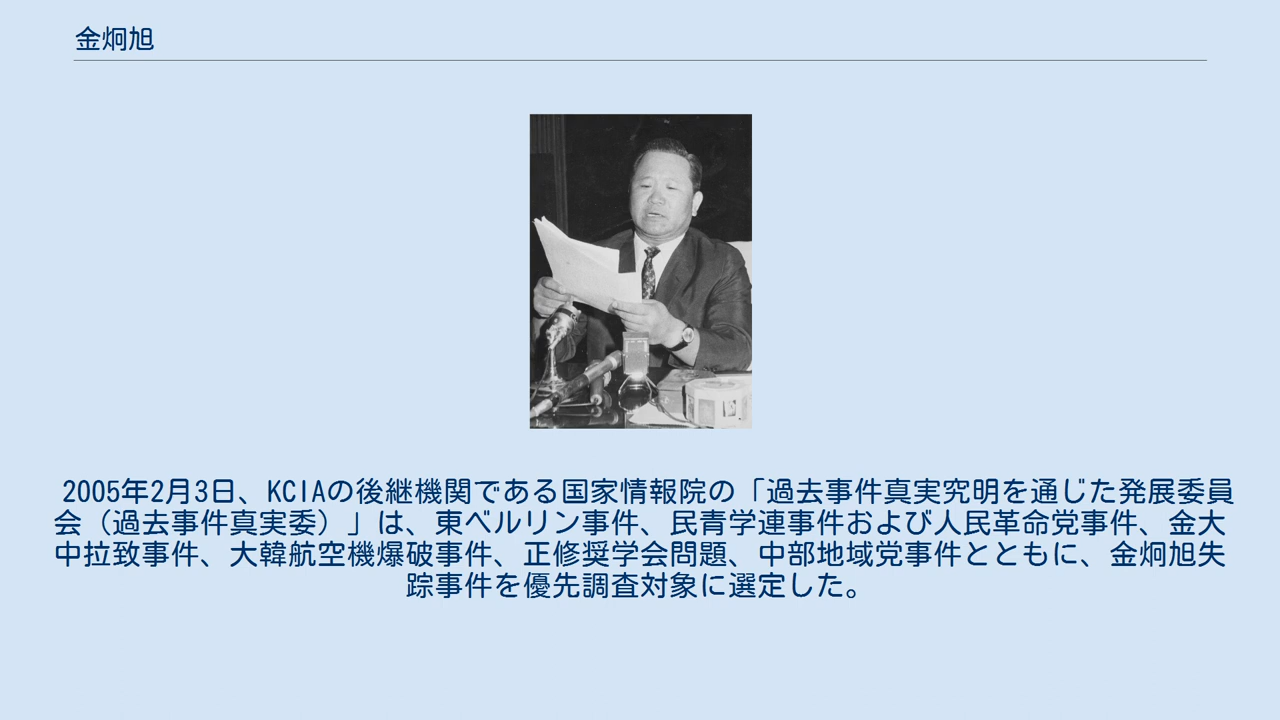 金炯旭
2005年2月3日、KCIAの後継機関である国家情報院の「過去事件真実究明を通じた発展委員
会（過去事件真実委）」は、東ベルリン事件、民青学連事件および人民革命党事件、金大
中拉致事件、大韓航空機爆破事件、正修奨学会問題、中部地域党事件とともに、金炯旭失
踪事件を優先調査対象に選定した。